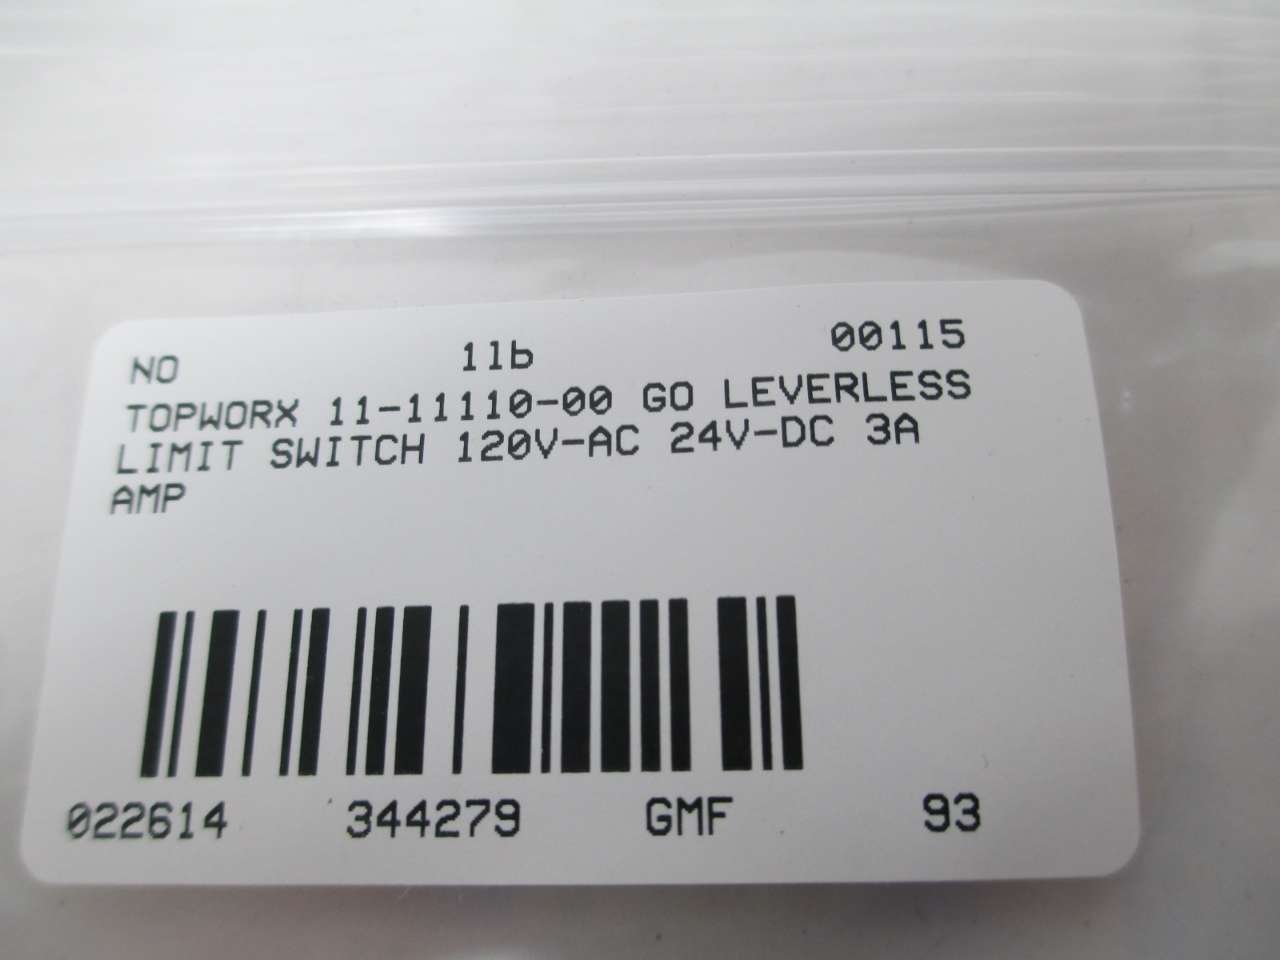 NO 1lb 00115
TOPWORX 11-11110-00 GO LEVERLESS
LIMIT SWITCH 120V-AC 24V-DC 3A
AMP
022614 344279 GMF 93